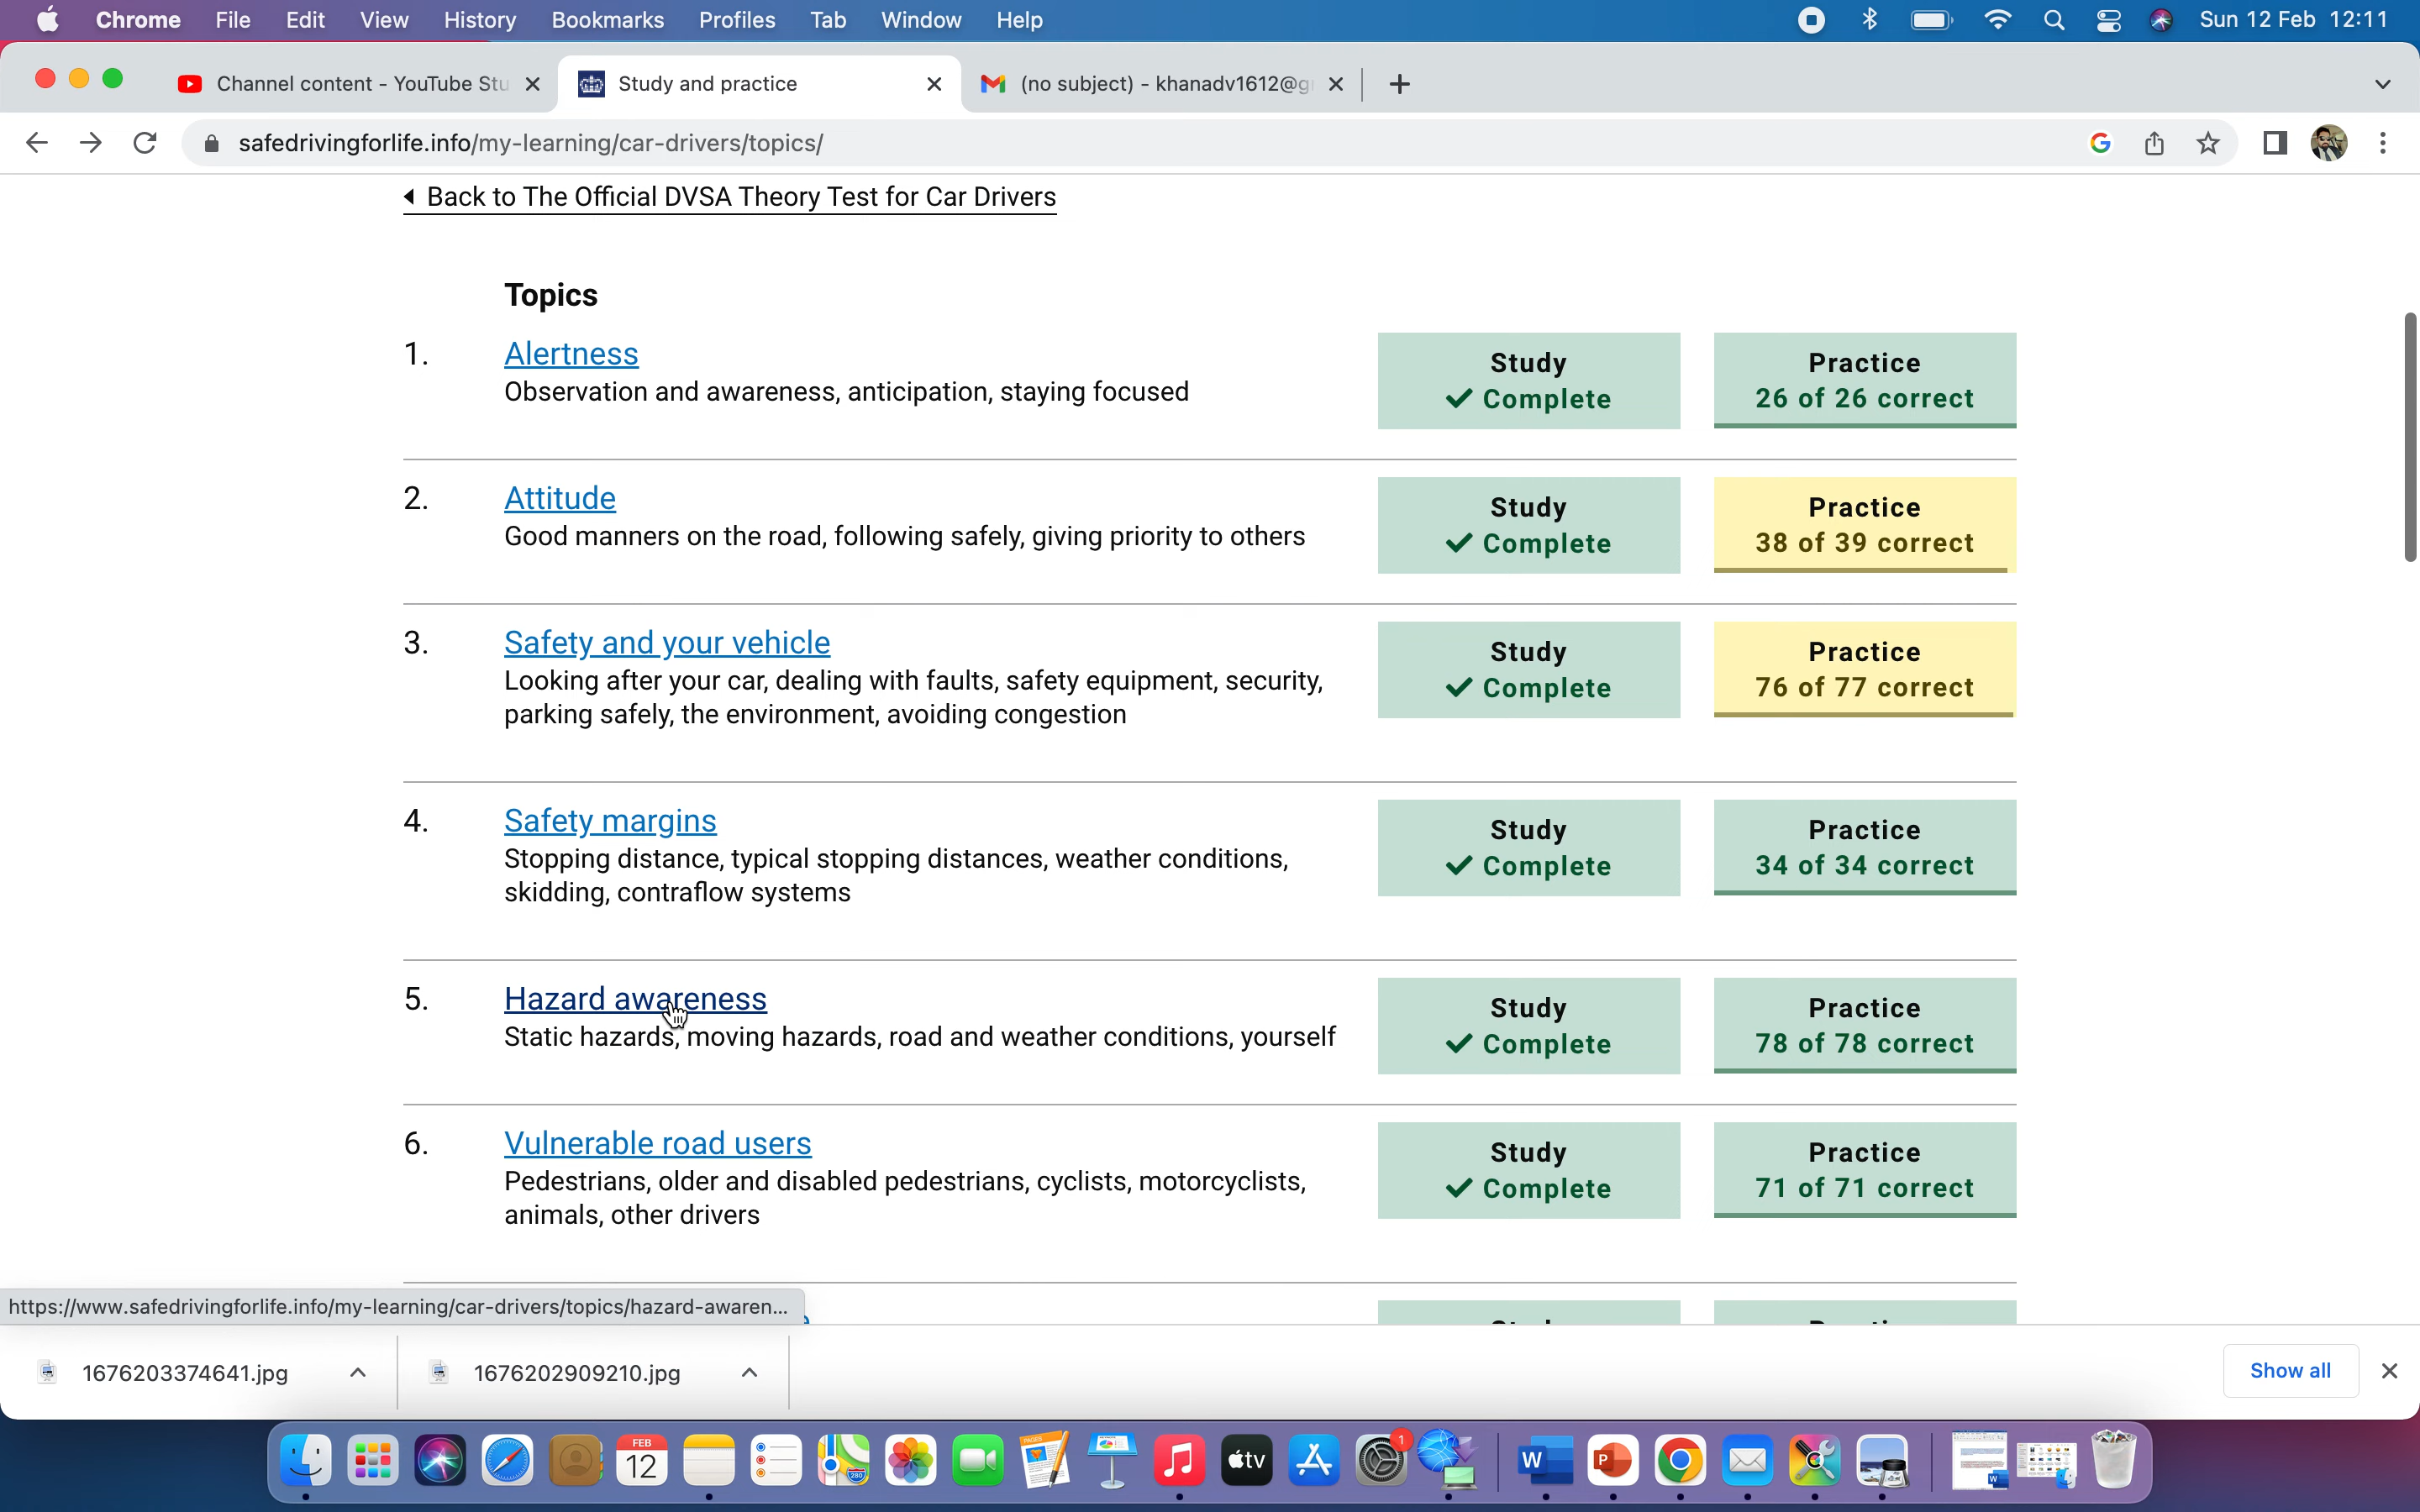 Chrome File Edit View History Bookmarks Profiles Tab Window Help Sun 12 Feb 12:11
Channel content - YouTube Stu Study and practice (no subject) - khanadv1612@g
safedrivingforlife.info/my-learning/car-drivers/topics/
Back to The Official DVSA Theory Test for Car Drivers
Topics
1. Alertness
Observation and awareness, anticipation, staying focused
Study
Complete
Practice
26 of 26 correct
2. Attitude
Good manners on the road, following safely, giving priority to others
Study
Complete
Practice
38 of 39 correct
3. Safety and your vehicle
Looking after your car, dealing with faults, safety equipment, security,
parking safely, the environment, avoiding congestion
Study
Complete
Practice
76 of 77 correct
4. Safety margins
Stopping distance, typical stopping distances, weather conditions,
skidding, contraflow systems
Study
Complete
Practice
34 of 34 correct
5. Hazard awareness
Static hazards, moving hazards, road and weather conditions, yourself
Study
Complete
Practice
78 of 78 correct
6. Vulnerable road users
Pedestrians, older and disabled pedestrians, cyclists, motorcyclists,
animals, other drivers
Study
Complete
Practice
71 of 71 correct
https://www.safedrivingforlife.info/my-learning/car-drivers/topics/hazard-awaren...
1676203374641.jpg 1676202909210.jpg Show all
FEB
12
PAGES
280
tv
1
W
P
W